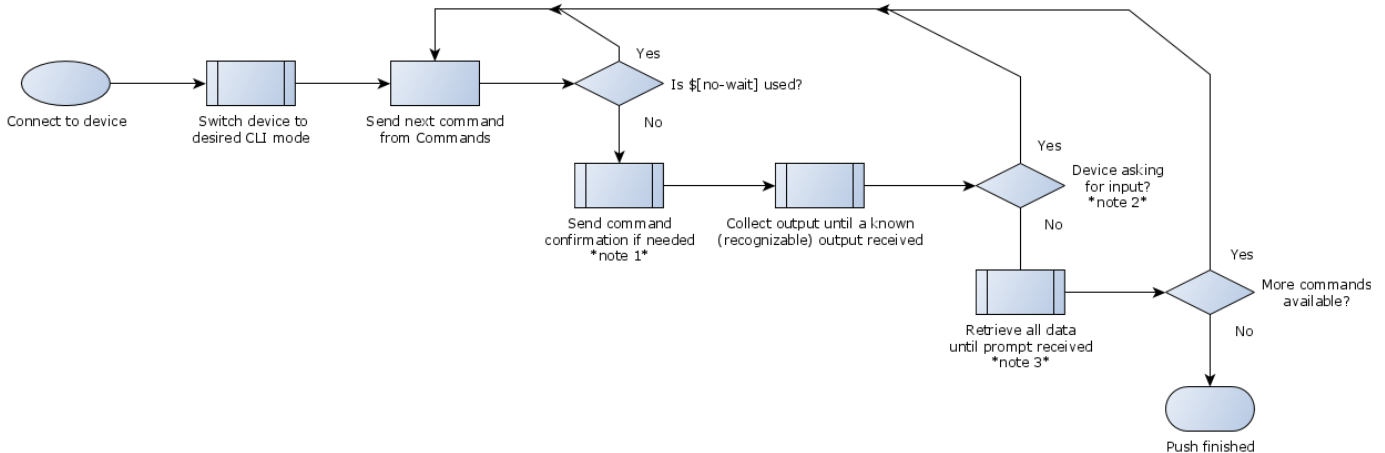 Connect to device
Switch device to
desired CLI mode
Send next command
from Commands
Yes
Is $[no-wait] used?
No
Send command
confirmation if needed
*note 1*
Collect output until a known
(recognizable) output received
Yes
Device asking
for input?
*note 2*
No
Retrieve all data
until prompt received
*note 3*
Yes
More commands
available?
No
Push finished